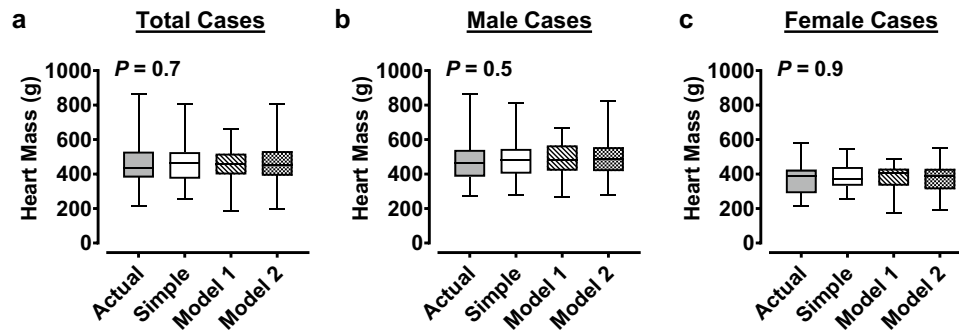 a Total Cases
P = 0.7
Heart Mass (g)
1000
800
600
400
200
0
Actual
Simple
Model 1
Model 2
b Male Cases
P = 0.5
Heart Mass (g)
1000
800
600
400
200
0
Actual
Simple
Model 1
Model 2
c Female Cases
P = 0.9
Heart Mass (g)
1000
800
600
400
200
0
Actual
Simple
Model 1
Model 2